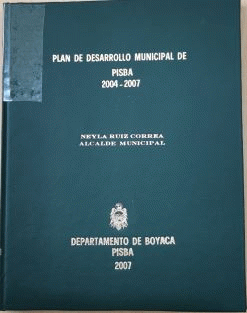 PLAN DE DESARROLLO MUNICIPAL DE
PISBA
2004-2007
NEYLA RUIZ CORREA
ALCALDE MUNICIPAL
DEPARTAMENTO DE BOYACA
PISBA
2007